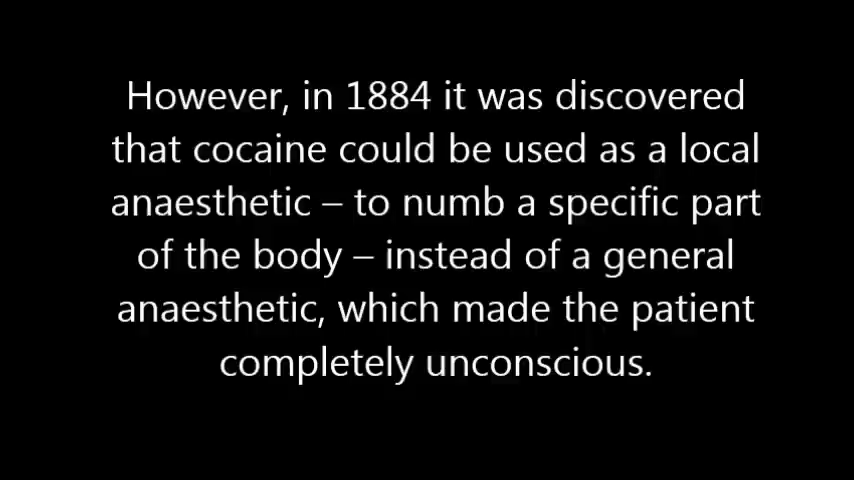 However, in 1884 it was discovered
that cocaine could be used as a local
anaesthetic – to numb a specific part
of the body – instead of a general
anaesthetic, which made the patient
completely unconscious.